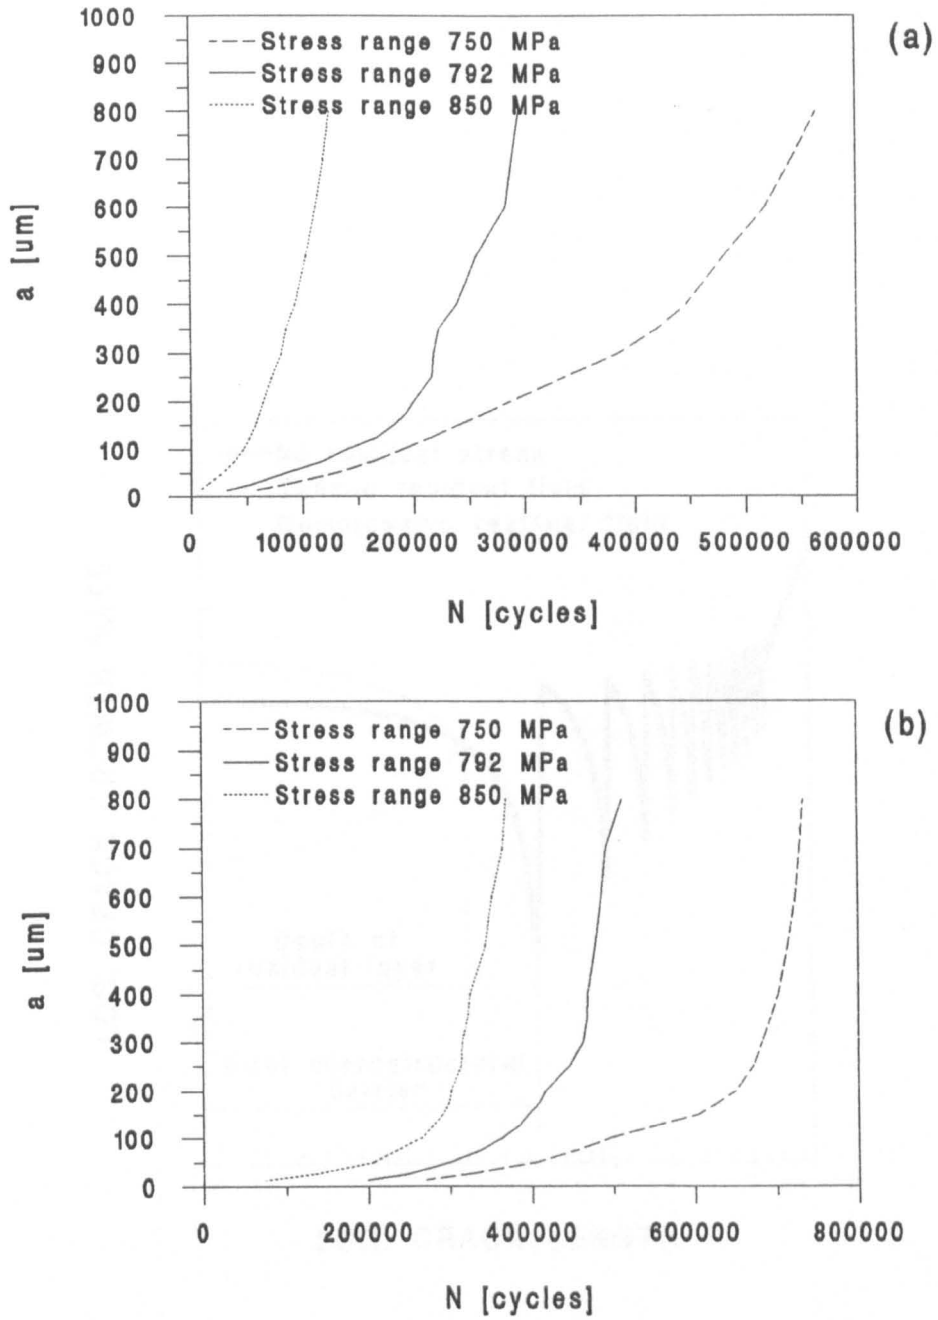 (a)
Stress range 750 MPa
Stress range 792 MPa
Stress range 850 MPa
1000
900
800
700
600
500
400
300
200
100
0
a [um]
0 100000 200000 300000 400000 500000 600000
N [cycles]
(b)
Stress range 750 MPa
Stress range 792 MPa
Stress range 850 MPa
1000
900
800
700
600
500
400
300
200
100
0
a [um]
0 200000 400000 600000 800000
N [cycles]